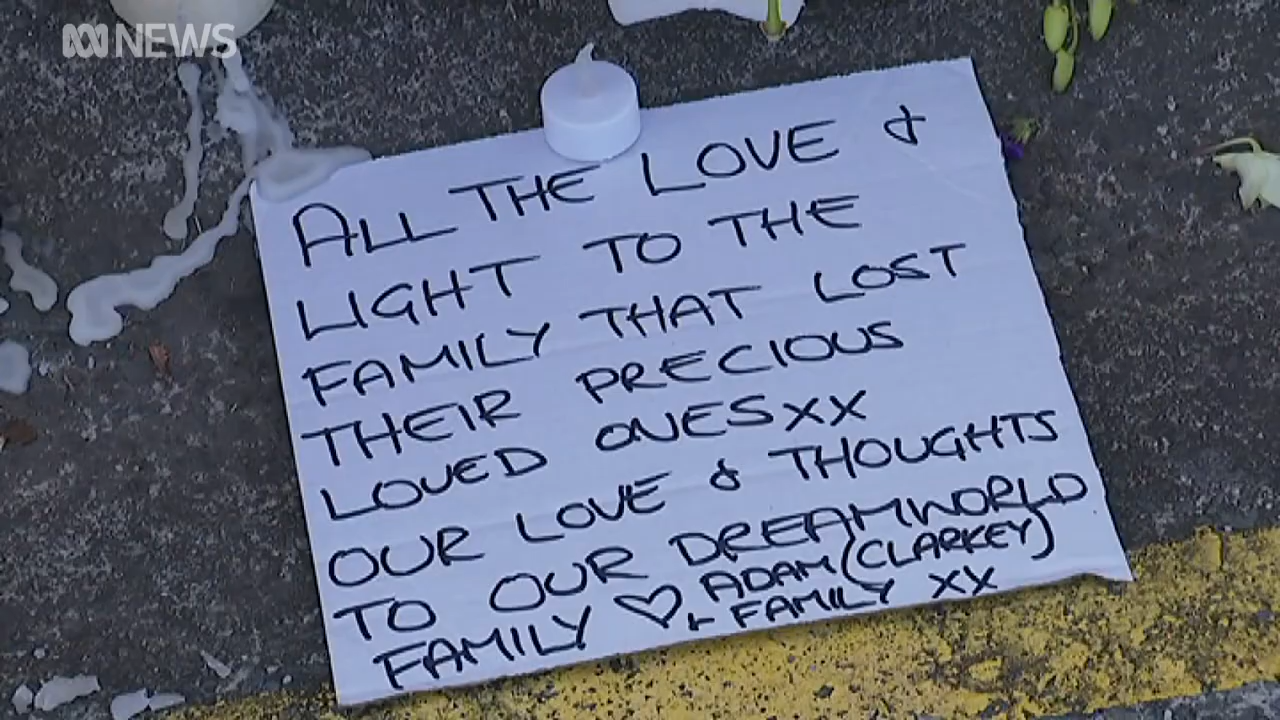 NEWS
ALL THE LOVE &
LIGHT TO THE
FAMILY THAT LOST
THEIR PRECIOUS
LOVED ONES XX
OUR LOVE & THOUGHTS
TO OUR DREAMWORLD
FAMILY ♡ ADAM (CLARKEY)
& FAMILY XX